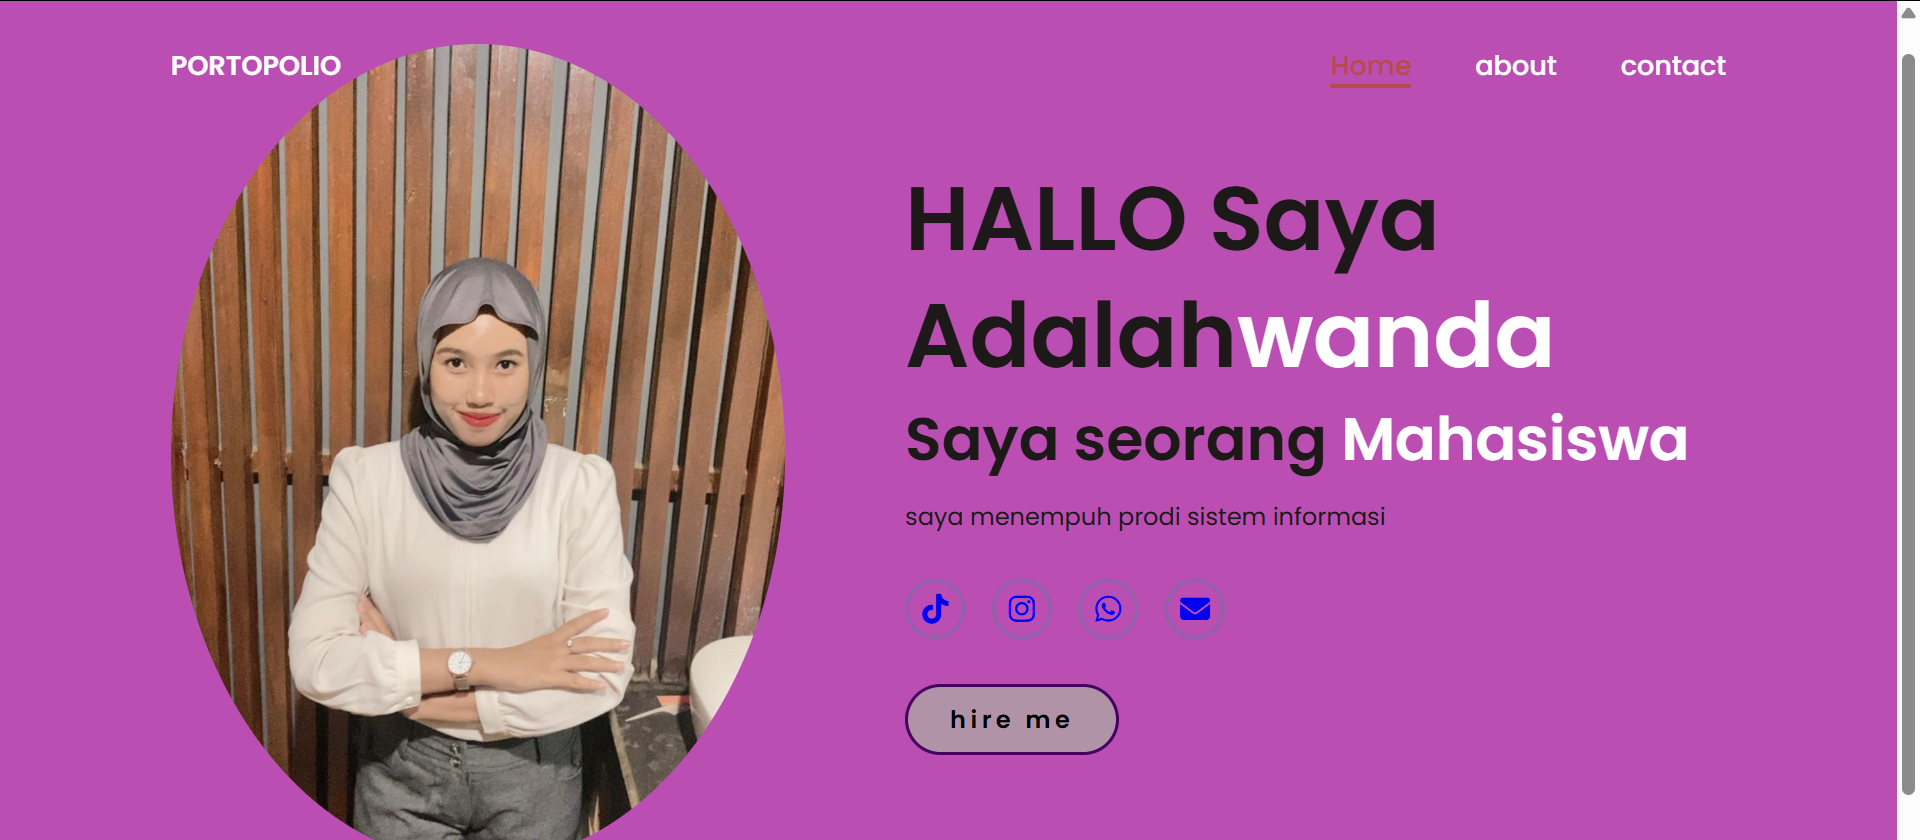 PORTOPOLIO
Home about contact
HALLO Saya
Adalahwanda
Saya seorang Mahasiswa
saya menempuh prodi sistem informasi
hire me